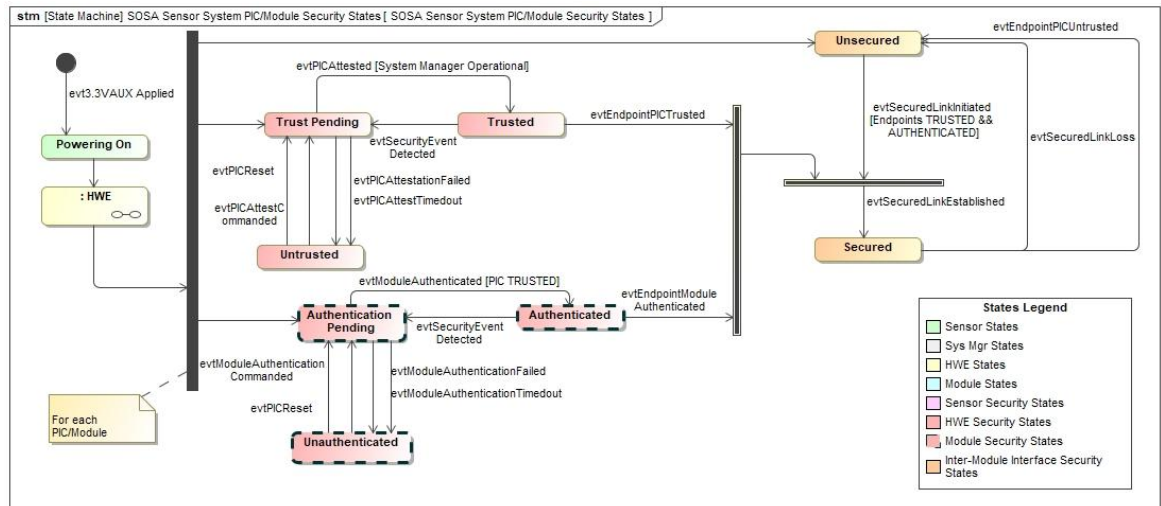 stm [State Machine] SOSA Sensor System PIC/Module Security States[ SOSA Sensor System PIC/Module Security States ]
evt3.3VAUX Applied
Powering On
: HWE
For each
PIC/Module
evtPICAttested [System Manager Operational]
Trust Pending
Trusted
evtSecurityEvent
Detected
evtEndpointPICTrusted
evtPICReset
evtPICAttestC
ommanded
evtPICAttestationFailed
evtPICAttestTimedout
Untrusted
evtModuleAuthenticated [PIC TRUSTED]
Authentication
Pending
Authenticated
evtSecurityEvent
Detected
evtEndpointModule
Authenticated
evtModuleAuthentication
Commanded
evtPICReset
evtModuleAuthenticationFailed
evtModuleAuthenticationTimedout
Unauthenticated
Unsecured
evtEndpointPICUntrusted
evtSecuredLinkInitiated
[Endpoints TRUSTED &&
AUTHENTICATED]
evtSecuredLinkLoss
evtSecuredLinkEstablished
Secured
States Legend
Sensor States
Sys Mgr States
HWE States
Module States
Sensor Security States
HWE Security States
Module Security States
Inter-Module Interface Security
States